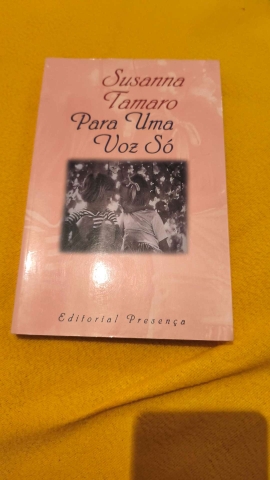 Susanna
Tamaro
Para Uma
Voz Só
Editorial Presença